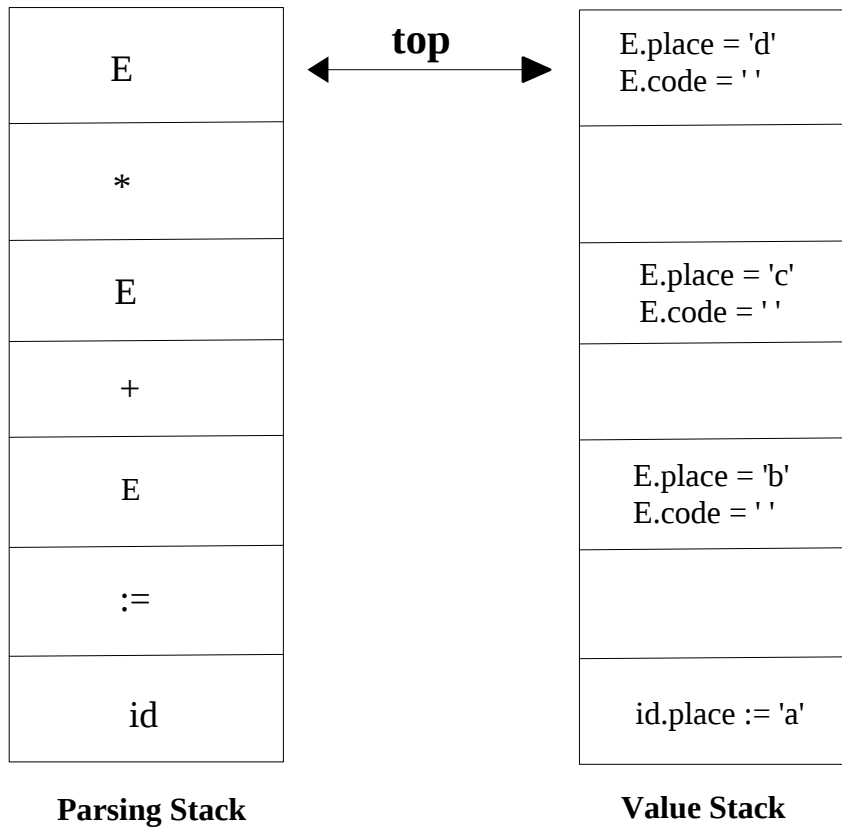 top
E
*
E
+
E
:=
id
Parsing Stack
E.place = 'd'
E.code = ' '
E.place = 'c'
E.code = ' '
E.place = 'b'
E.code = ' '
id.place := 'a'
Value Stack